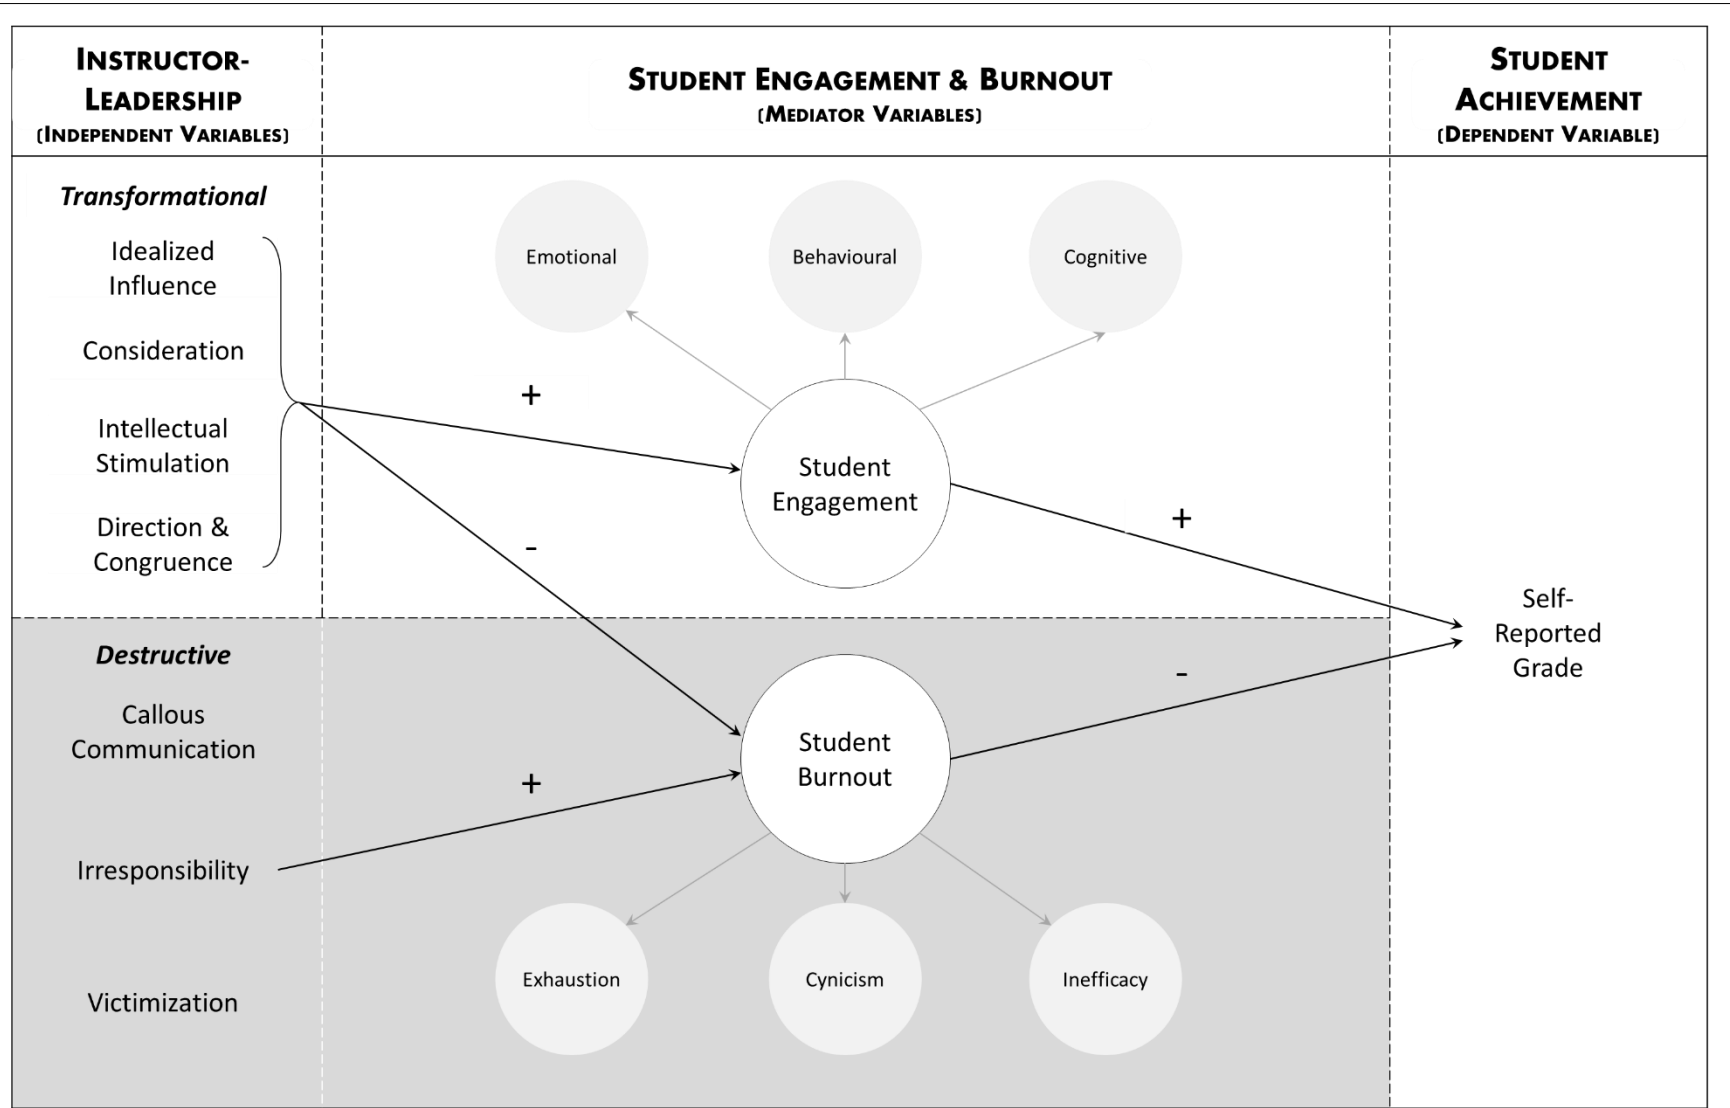 INSTRUCTOR-
LEADERSHIP
(INDEPENDENT VARIABLES)
STUDENT ENGAGEMENT & BURNOUT
(MEDIATOR VARIABLES)
STUDENT
ACHIEVEMENT
(DEPENDENT VARIABLE)
Transformational
Idealized
Influence
Consideration
Intellectual
Stimulation
Direction &
Congruence
Emotional
Behavioural
Cognitive
+
-
Student
Engagement
+
Self-
Reported
Grade
Destructive
Callous
Communication
Irresponsibility
Victimization
+
Student
Burnout
-
Exhaustion
Cynicism
Inefficacy